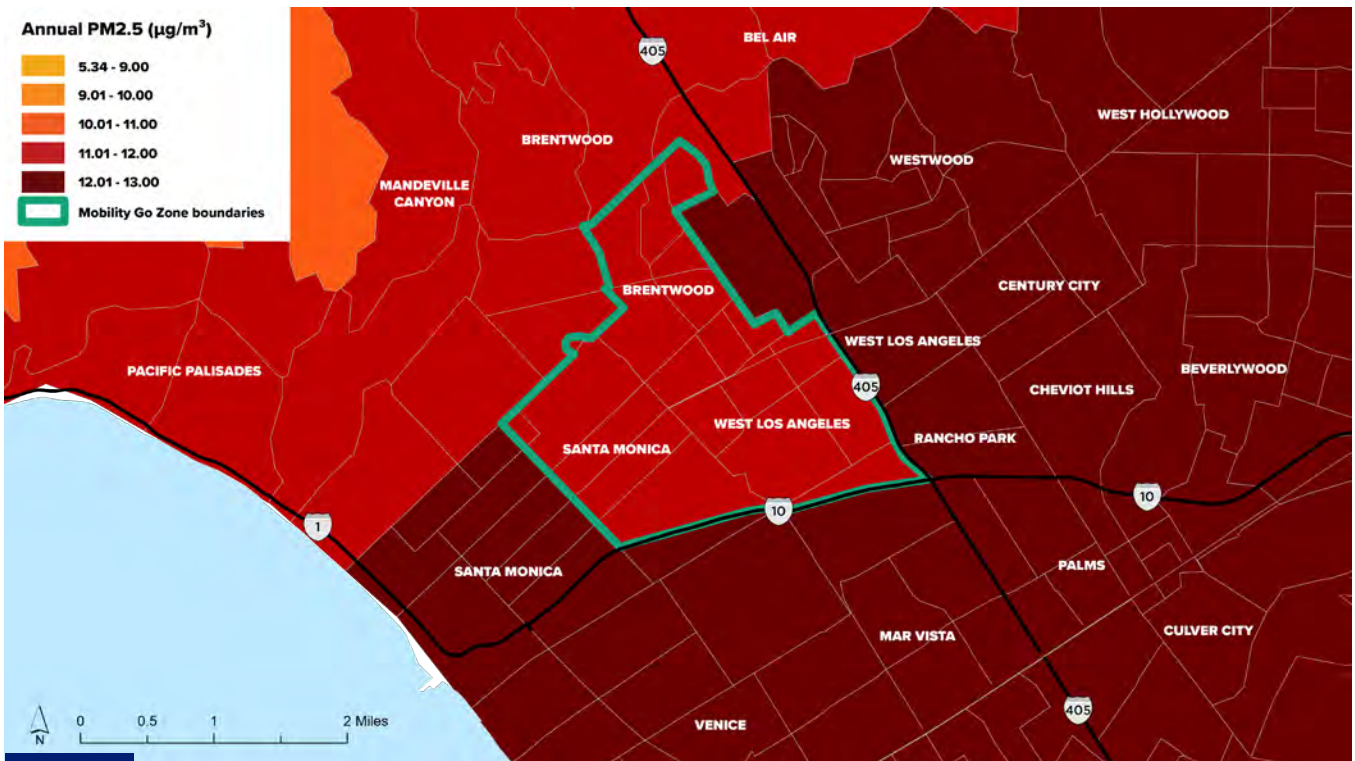 Annual PM2.5 (µg/m³)
5.34 - 9.00
9.01 - 10.00
10.01 - 11.00
11.01 - 12.00
12.01 - 13.00
Mobility Go Zone boundaries
BEL AIR
405
WEST HOLLYWOOD
BRENTWOOD
WESTWOOD
MANDEVILLE
CANYON
CENTURY CITY
BRENTWOOD
WEST LOS ANGELES
PACIFIC PALISADES
BEVERLYWOOD
405
CHEVIOT HILLS
WEST LOS ANGELES
RANCHO PARK
SANTA MONICA
10
10
1
PALMS
SANTA MONICA
CULVER CITY
MAR VISTA
405
VENICE
N
0 0.5 1 2 Miles